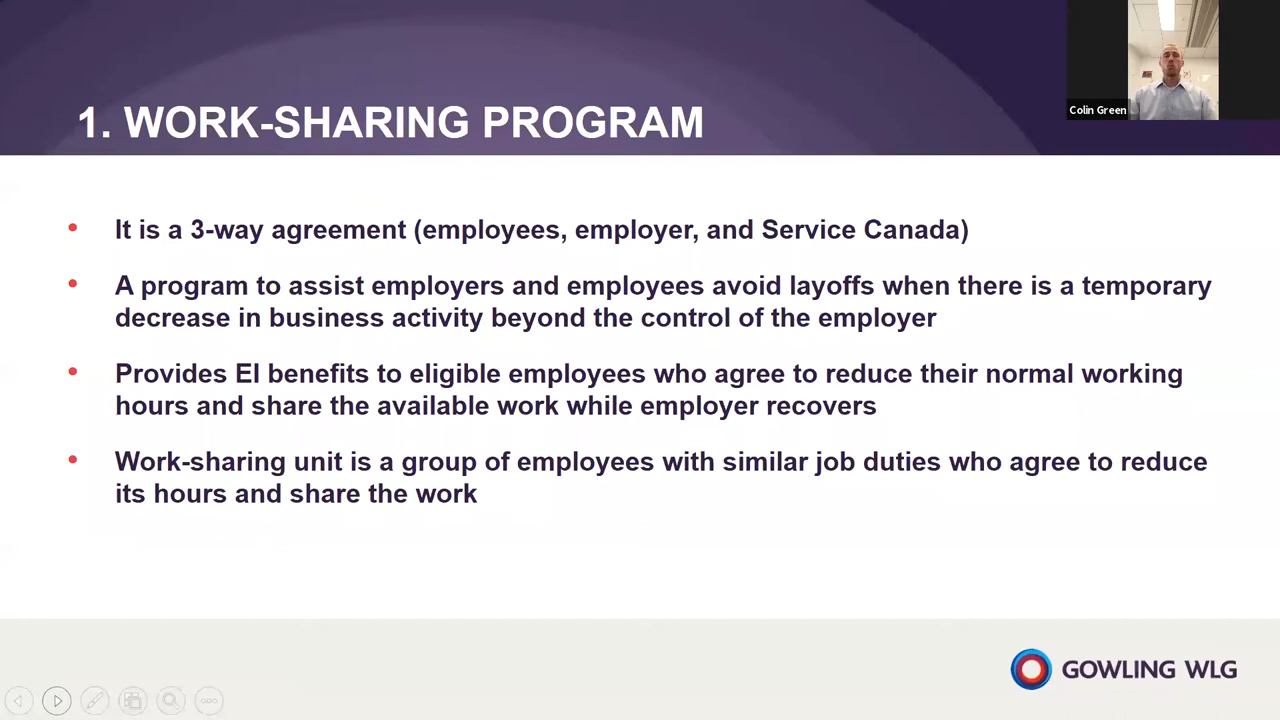 1. WORK-SHARING PROGRAM
Colin Green
• It is a 3-way agreement (employees, employer, and Service Canada)
• A program to assist employers and employees avoid layoffs when there is a temporary
decrease in business activity beyond the control of the employer
• Provides EI benefits to eligible employees who agree to reduce their normal working
hours and share the available work while employer recovers
• Work-sharing unit is a group of employees with similar job duties who agree to reduce
its hours and share the work
GOWLING WLG